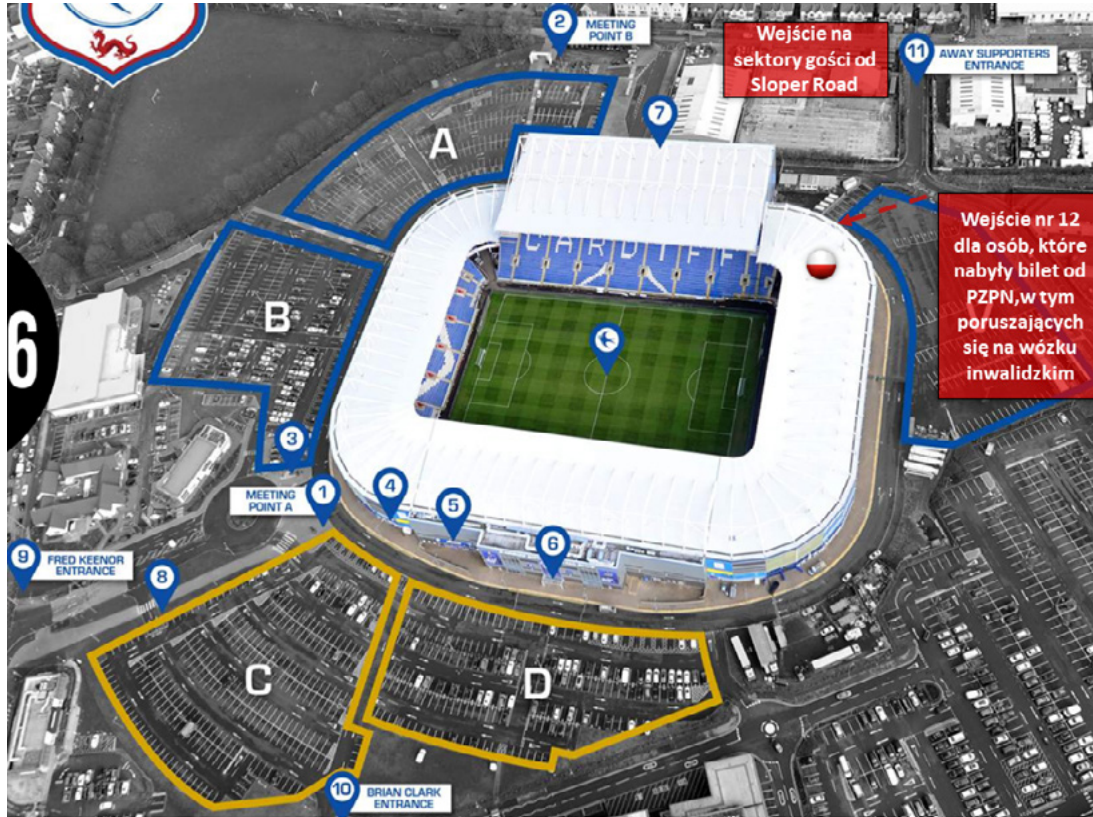 2
MEETING
POINT B
Wejście na
sektory gości od
Sloper Road
11
AWAY SUPPORTERS
ENTRANCE
7
A
CARDIFF
Wejście nr 12
dla osób, które
nabyły bilet od
PZPN,w tym
poruszających
się na wózku
inwalidzkim
B
6
3
MEETING
POINT A
1
4
5
6
9
FRED KEENOR
ENTRANCE
8
C
D
10
BRIAN CLARK
ENTRANCE